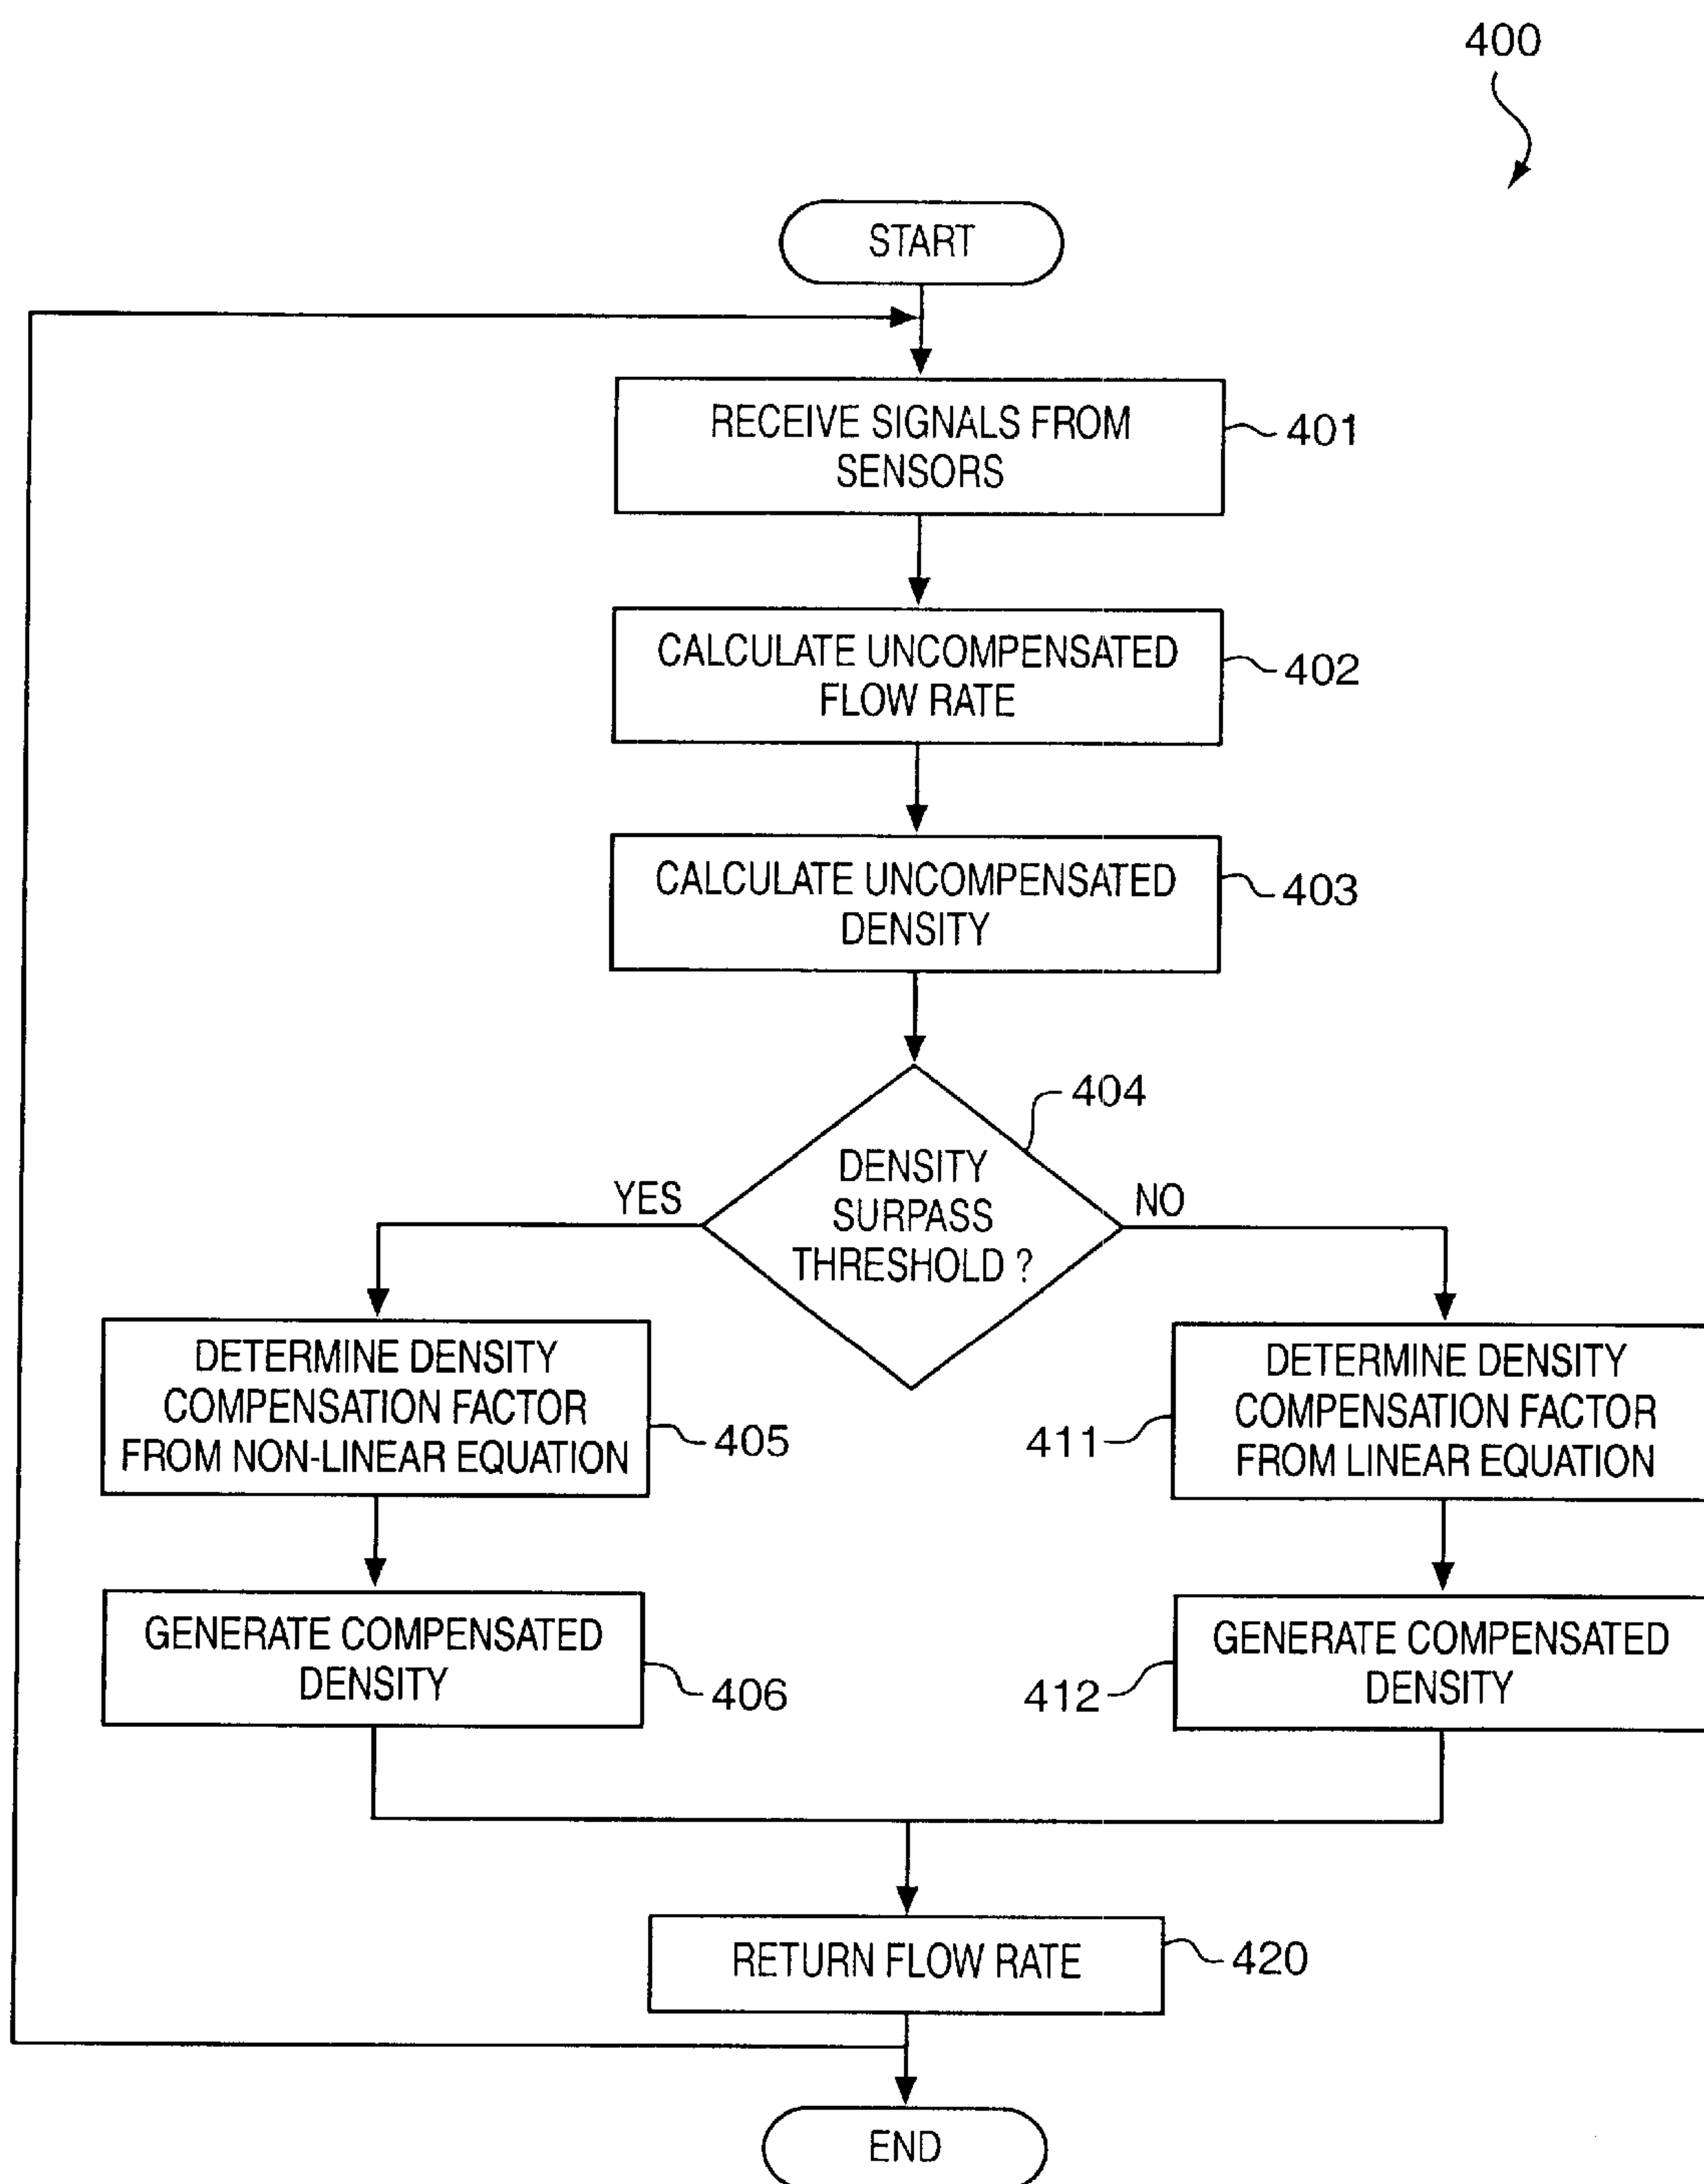 400
START
RECEIVE SIGNALS FROM
SENSORS
401
CALCULATE UNCOMPENSATED
FLOW RATE
402
CALCULATE UNCOMPENSATED
DENSITY
403
404
DENSITY
SURPASS
THRESHOLD ?
YES
NO
DETERMINE DENSITY
COMPENSATION FACTOR
FROM NON-LINEAR EQUATION
405
411
DETERMINE DENSITY
COMPENSATION FACTOR
FROM LINEAR EQUATION
GENERATE COMPENSATED
DENSITY
406
412
GENERATE COMPENSATED
DENSITY
RETURN FLOW RATE
420
END